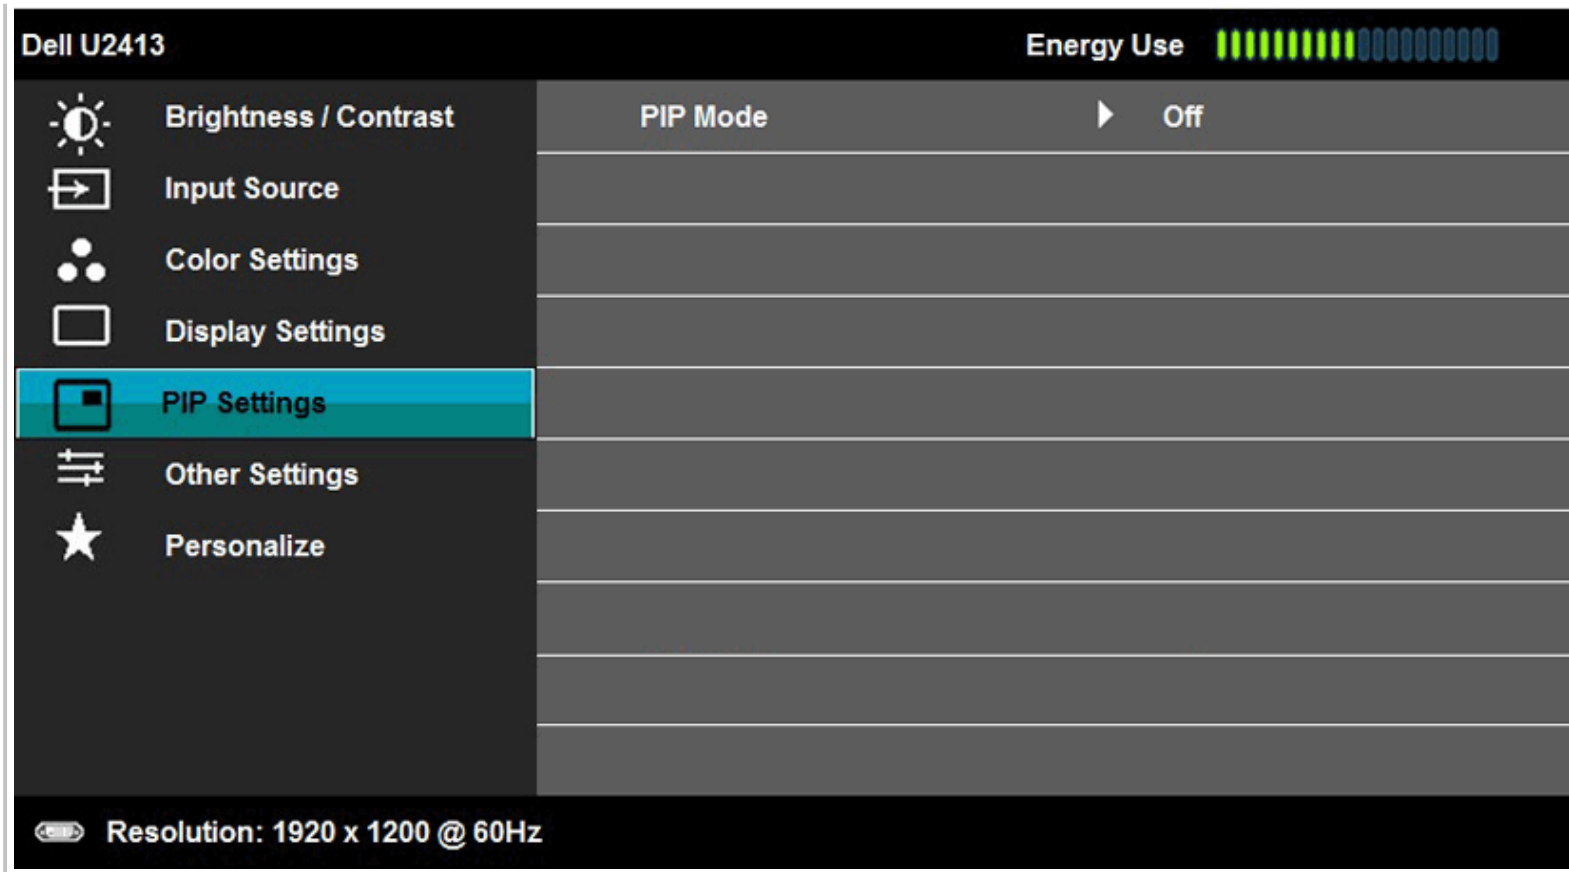 Dell U2413
Energy Use
Brightness / Contrast
PIP Mode
Off
Input Source
Color Settings
Display Settings
PIP Settings
Other Settings
Personalize
Resolution: 1920 x 1200 @ 60Hz